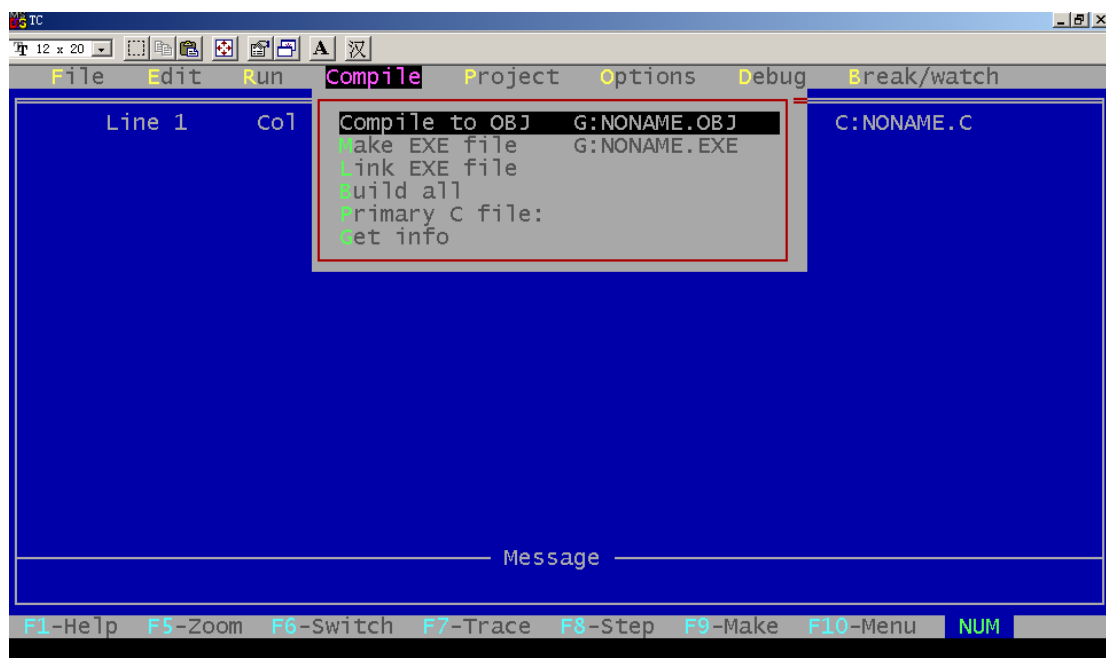 TC
12 x 20 A 汉
File Edit Run Compile Project Options Debug Break/watch
Line 1 Col C:NONAME.C
Compile to OBJ G:NONAME.OBJ
Make EXE file G:NONAME.EXE
Link EXE file
Build all
Primary C file:
Get info
Message
F1-Help F5-Zoom F6-Switch F7-Trace F8-Step F9-Make F10-Menu NUM